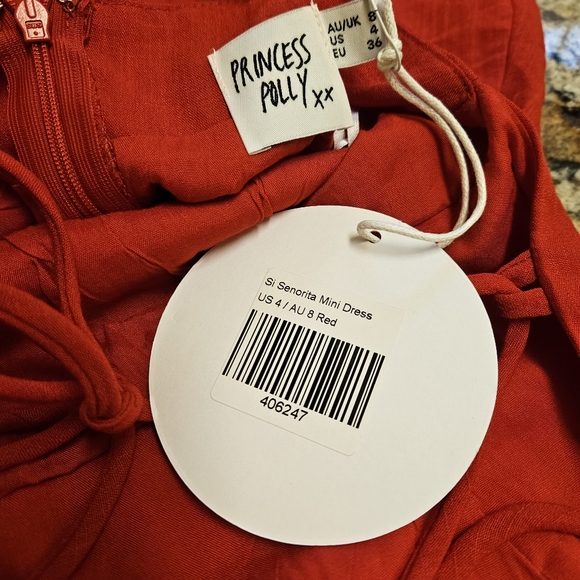 PRINCESS
POLLY xx
AU/UK 8
US 4
EU 36
Si Senorita Mini Dress
US 4 / AU 8 Red
406247